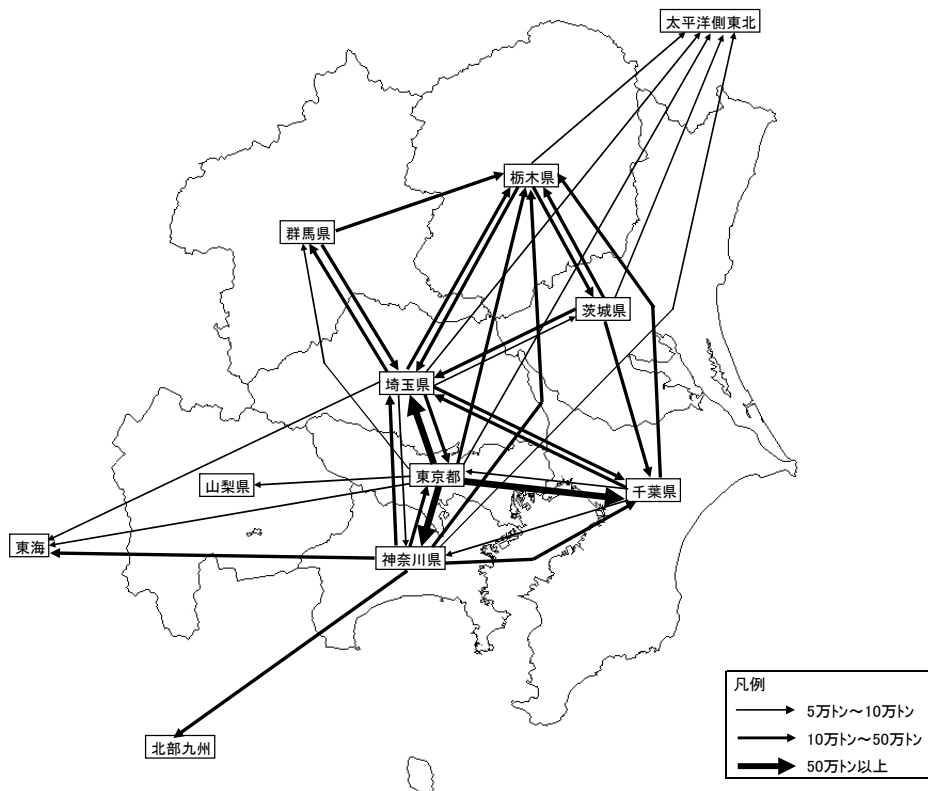 太平洋側東北
栃木県
群馬県
茨城県
埼玉県
東京都
山梨県
千葉県
東海
神奈川県
北部九州
凡例
5万トン～10万トン
10万トン～50万トン
50万トン以上